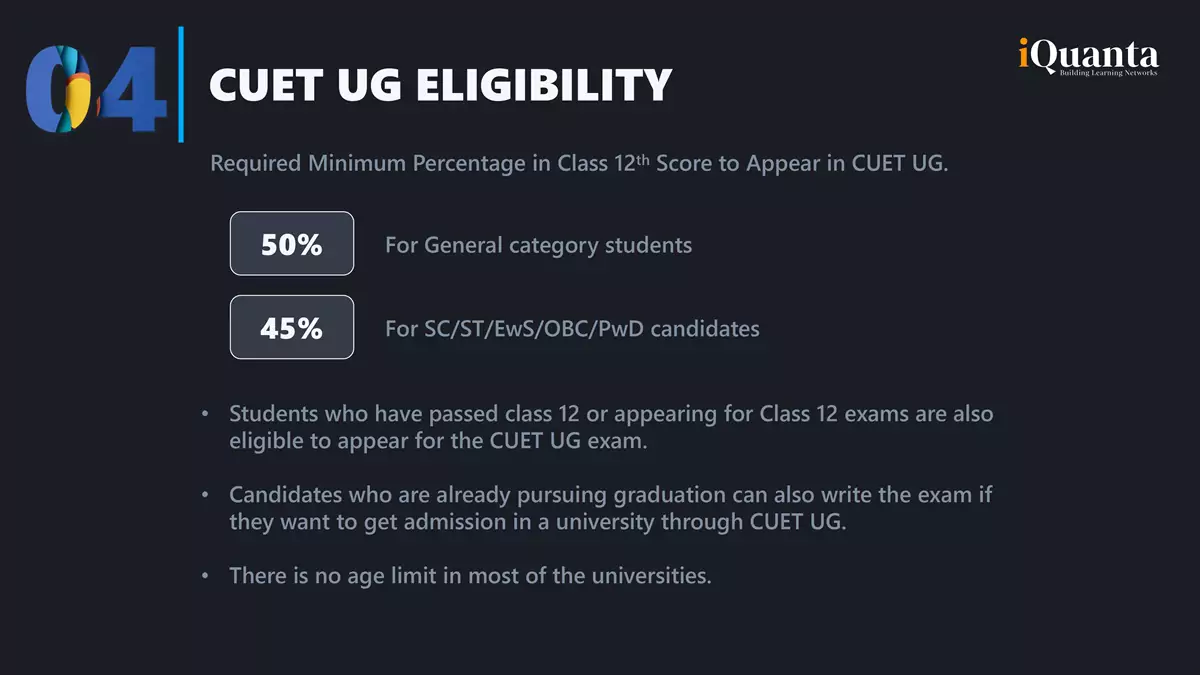 04
CUET UG ELIGIBILITY
iQuanta
Building Learning Networks
Required Minimum Percentage in Class 12th Score to Appear in CUET UG.
50%
For General category students
45%
For SC/ST/EwS/OBC/PwD candidates
• Students who have passed class 12 or appearing for Class 12 exams are also
eligible to appear for the CUET UG exam.
• Candidates who are already pursuing graduation can also write the exam if
they want to get admission in a university through CUET UG.
• There is no age limit in most of the universities.